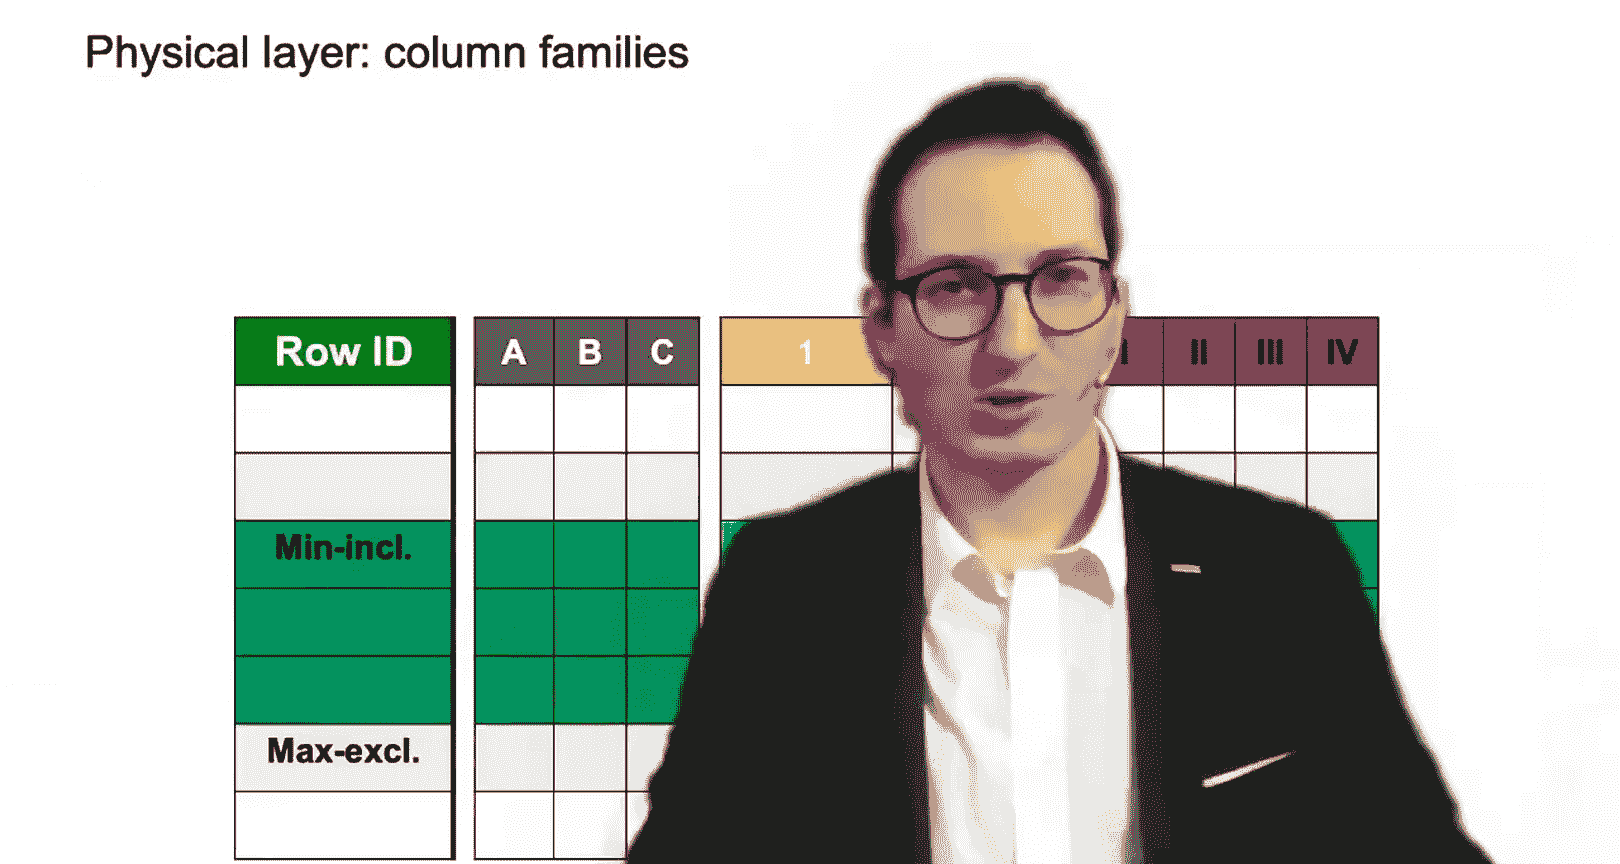 Physical layer: column families
Row ID A B C 1 I II III IV
Min-incl.
Max-excl.